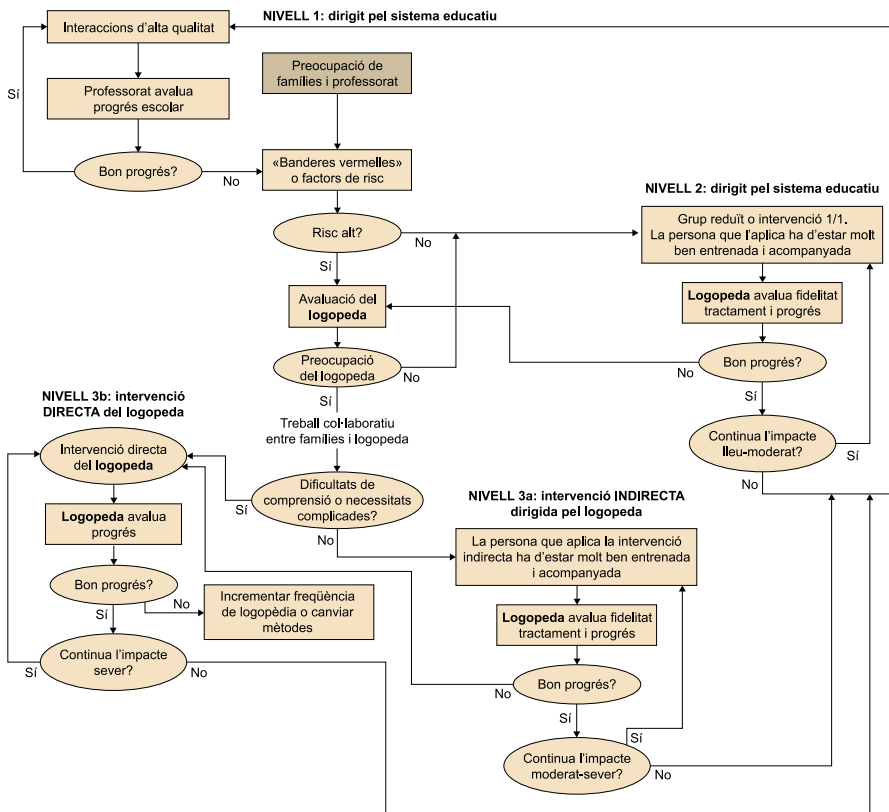 NIVELL 1: dirigit pel sistema educatiu
Interaccions d'alta qualitat
Sí
Professorat avalua
progrés escolar
Bon progrés?
No
Preocupació de
famílies i professorat
«Banderes vermelles»
o factors de risc
Risc alt?
No
Sí
Avaluació del
logopeda
Preocupació
del logopeda
No
Sí
Treball col·laboratiu
entre famílies i logopeda
Dificultats de
comprensió o necessitats
complicades?
Sí
No
NIVELL 2: dirigit pel sistema educatiu
Grup reduït o intervenció 1/1.
La persona que l'aplica ha d'estar molt
ben entrenada i acompanyada
Logopeda avalua fidelitat
tractament i progrés
Bon progrés?
No
Sí
Continua l'impacte
lleu-moderat?
Sí
No
NIVELL 3b: intervenció
DIRECTA del logopeda
Intervenció directa
del logopeda
Logopeda avalua
progrés
Bon progrés?
No
Sí
Incrementar freqüència
de logopèdia o canviar
mètodes
Continua l'impacte
sever?
Sí
No
NIVELL 3a: intervenció INDIRECTA
dirigida pel logopeda
La persona que aplica la intervenció
indirecta ha d'estar molt ben entrenada
i acompanyada
Logopeda avalua fidelitat
tractament i progrés
Bon progrés?
No
Sí
Continua l'impacte
moderat-sever?
Sí
No